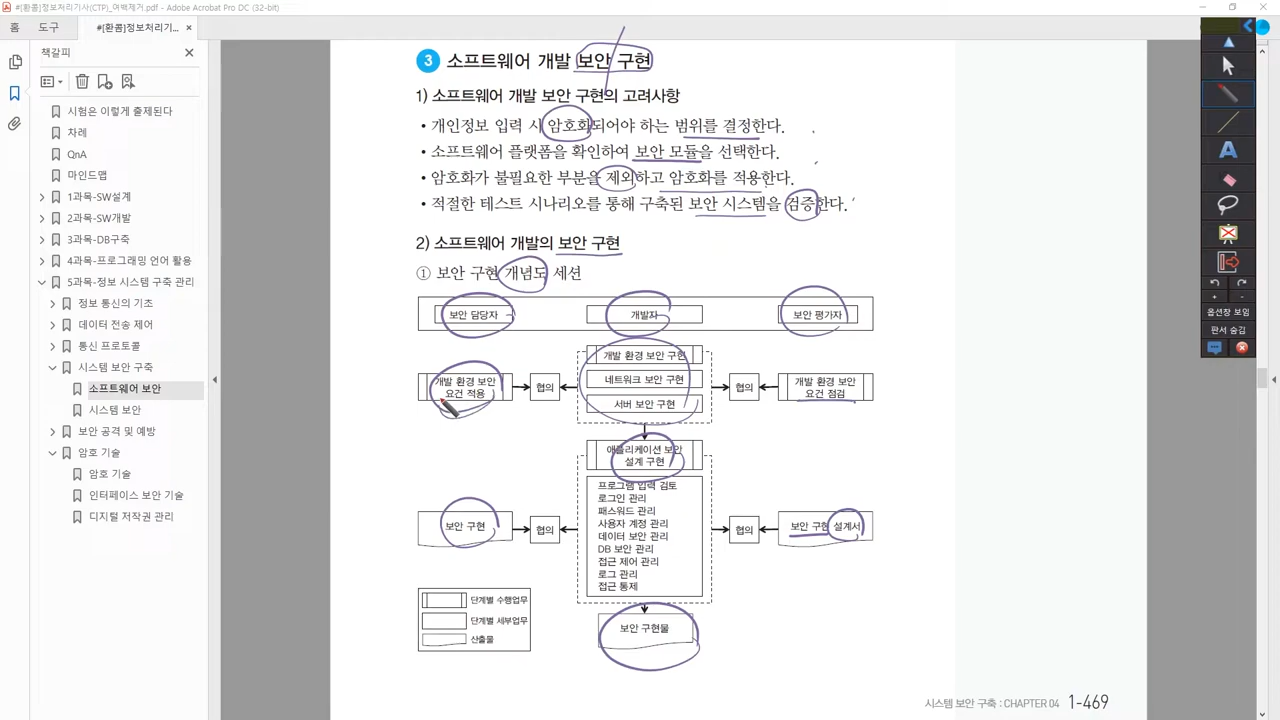 #[환콤]정보처리기사(CTP)_여백제거.pdf - Adobe Acrobat Pro DC (32-bit)
홈 도구 #[환콤]정보처리기... ×
책갈피 ×
시험은 이렇게 출제된다
차례
QnA
마인드맵
1과목-SW설계
2과목-SW개발
3과목-DB구축
4과목-프로그래밍 언어 활용
5과목-정보 시스템 구축 관리
정보 통신의 기초
데이터 전송 제어
통신 프로토콜
시스템 보안 구축
소프트웨어 보안
시스템 보안
보안 공격 및 예방
암호 기술
암호 기술
인터페이스 보안 기술
디지털 저작권 관리
3 소프트웨어 개발 보안 구현
1) 소프트웨어 개발 보안 구현의 고려사항
• 개인정보 입력 시 암호화되어야 하는 범위를 결정한다.
• 소프트웨어 플랫폼을 확인하여 보안 모듈을 선택한다.
• 암호화가 불필요한 부분을 제외하고 암호화를 적용한다.
• 적절한 테스트 시나리오를 통해 구축된 보안 시스템을 검증한다.
2) 소프트웨어 개발의 보안 구현
① 보안 구현 개념도 세션
보안 담당자 개발자 보안 평가자
개발 환경 보안 구현
개발 환경 보안
요건 적용
협의
네트워크 보안 구현
서버 보안 구현
협의
개발 환경 보안
요건 점검
애플리케이션 보안
설계 구현
프로그램 입력 검토
로그인 관리
패스워드 관리
사용자 계정 관리
데이터 보안 관리
DB 보안 관리
접근 제어 관리
로그 관리
접근 통제
보안 구현 협의
협의 보안 구현 설계서
보안 구현물
단계별 수행업무
단계별 세부업무
산출물
시스템 보안 구축 : CHAPTER 04 1-469
A
- +
옵션창 보임
판서 숨김